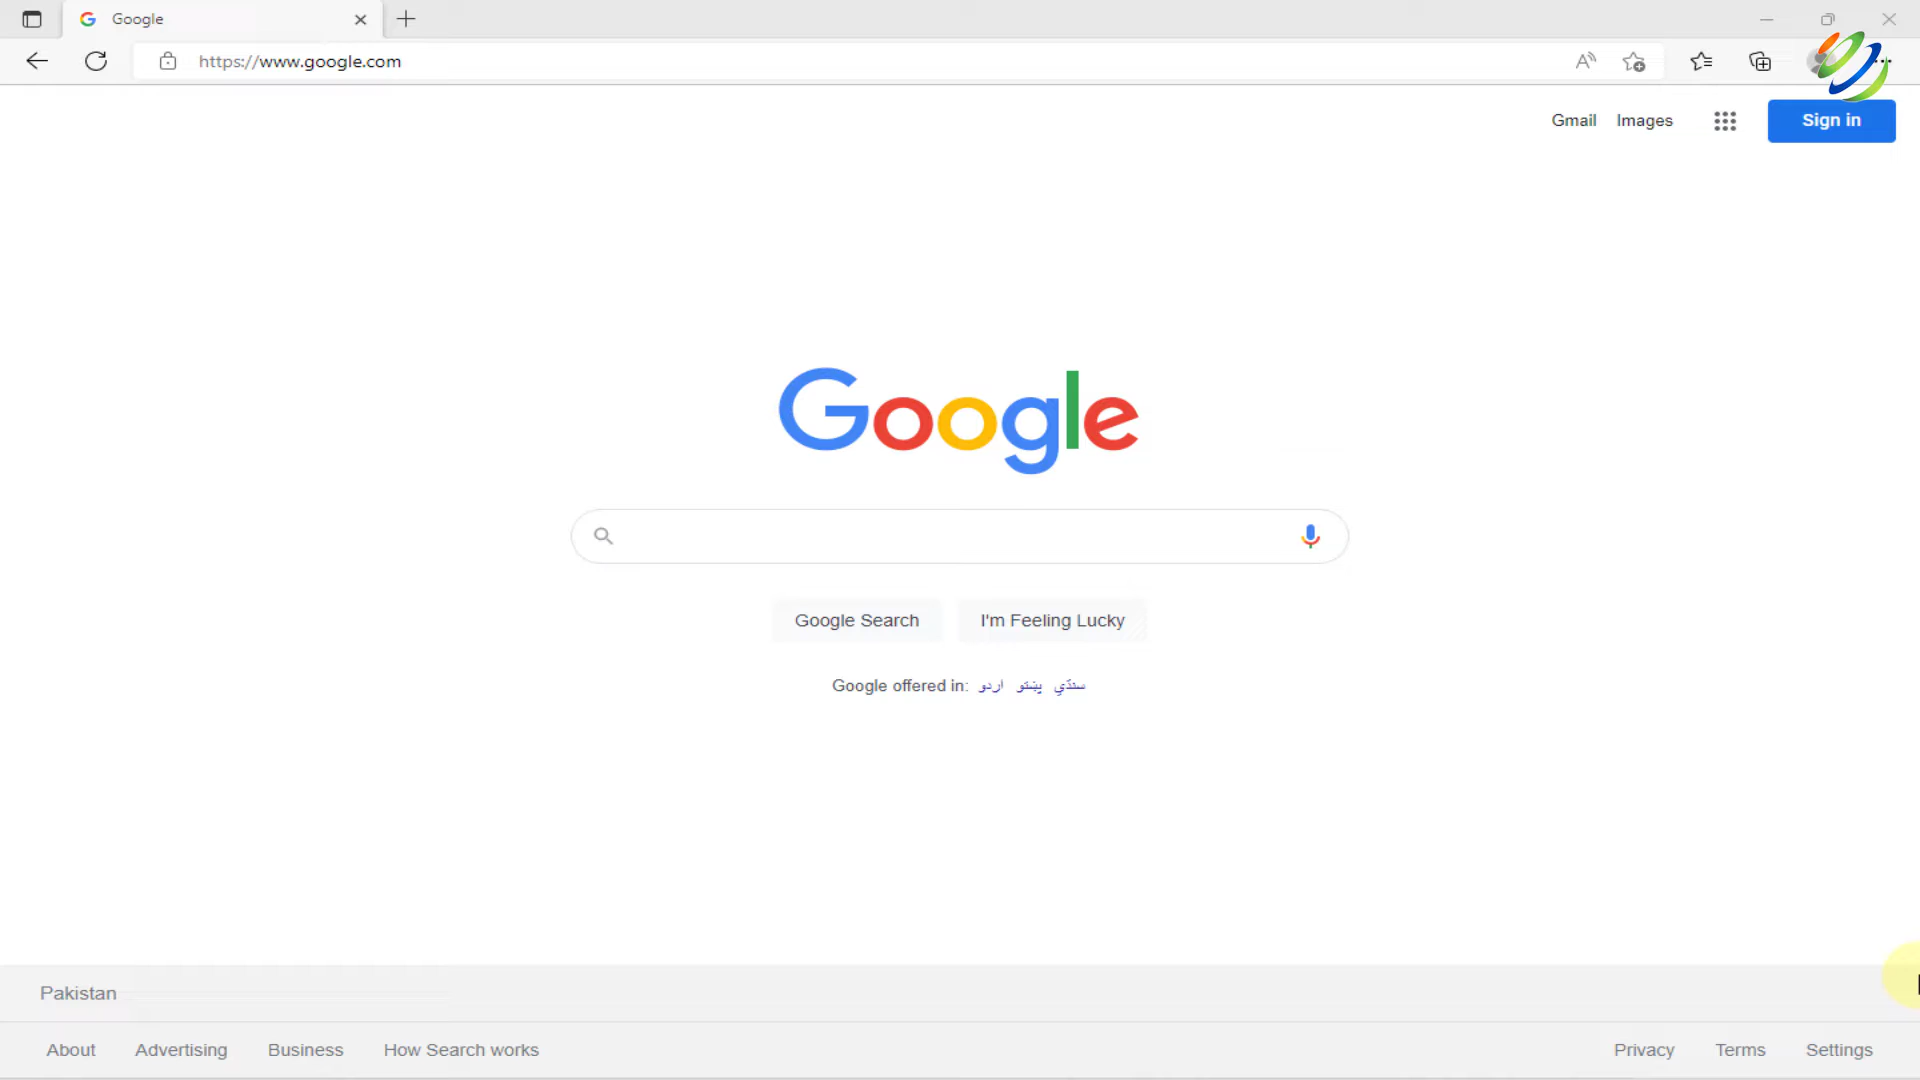 Google
https://www.google.com
Gmail Images Sign in
Google
Google Search I'm Feeling Lucky
Google offered in: اردو پښتو سنڌي
Pakistan
About Advertising Business How Search works Privacy Terms Settings